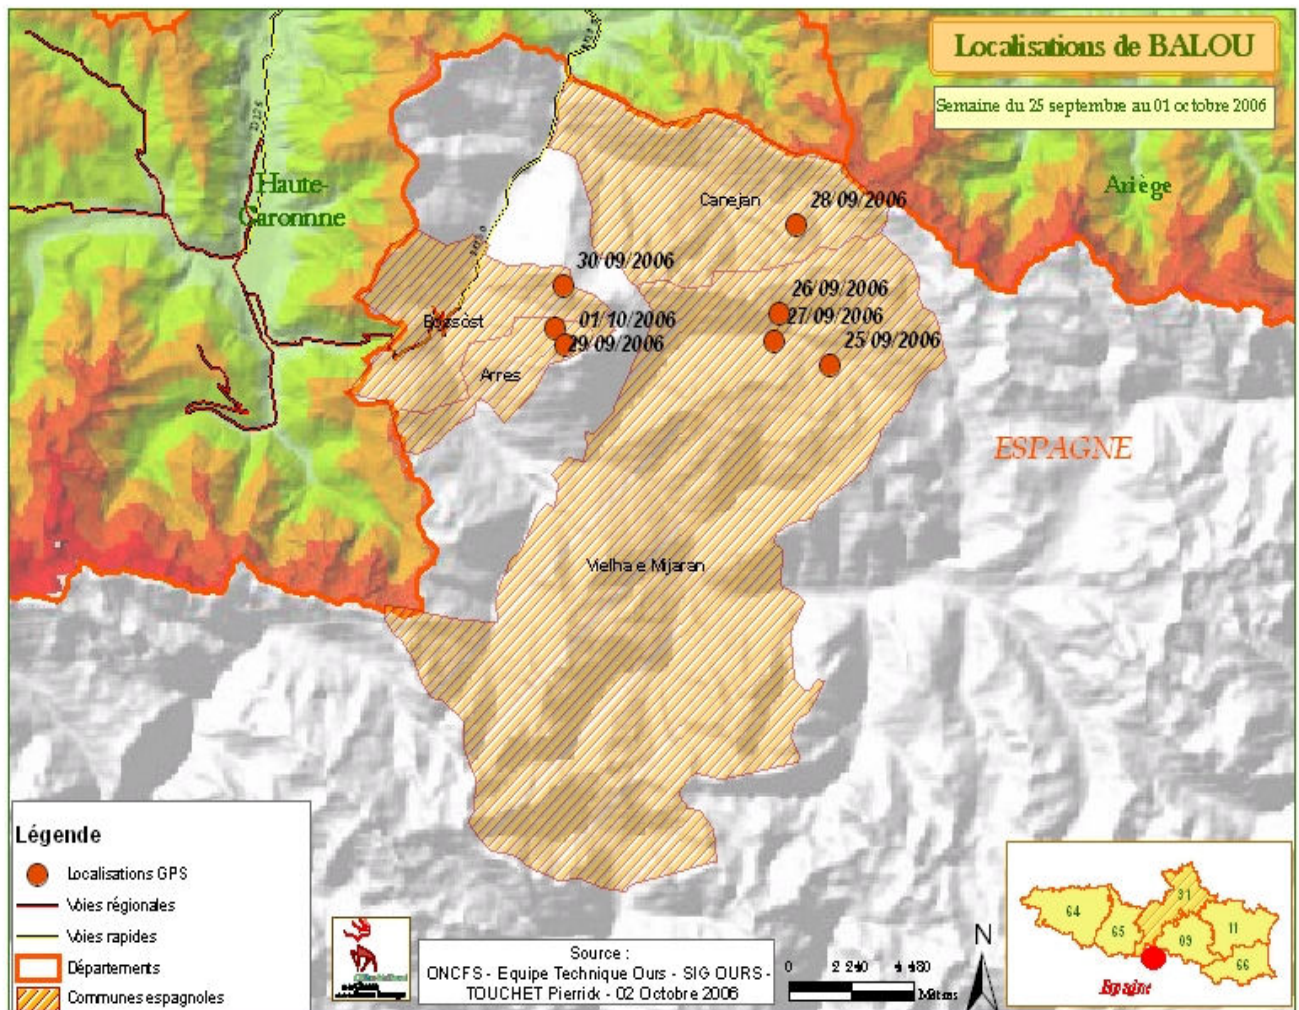 Localisations de BALOU
Semaine du 25 septembre au 01 octobre 2006
Haute-
Garonnne
Ariège
Canejan
28/09/2006
30/09/2006
26/09/2006
01/10/2006
27/09/2006
Bossòst
29/09/2006
25/09/2006
Arres
ESPAGNE
Vielha e Mijaran
Légende
Localisations GPS
Voies régionales
Voies rapides
Départements
Communes espagnoles
Source :
ONCFS - Equipe Technique Ours - SIG OURS -
TOUCHET Pierrick - 02 Octobre 2006
0 2 240 4 480
Mètres
N
31
64
65
09
11
66
Espagne